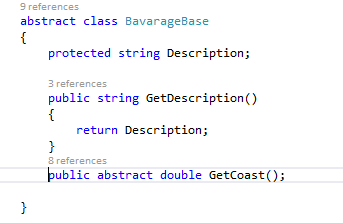 9 references
abstract class BavarageBase
{
protected string Description;
3 references
public string GetDescription()
{
return Description;
}
8 references
public abstract double GetCoast();
}